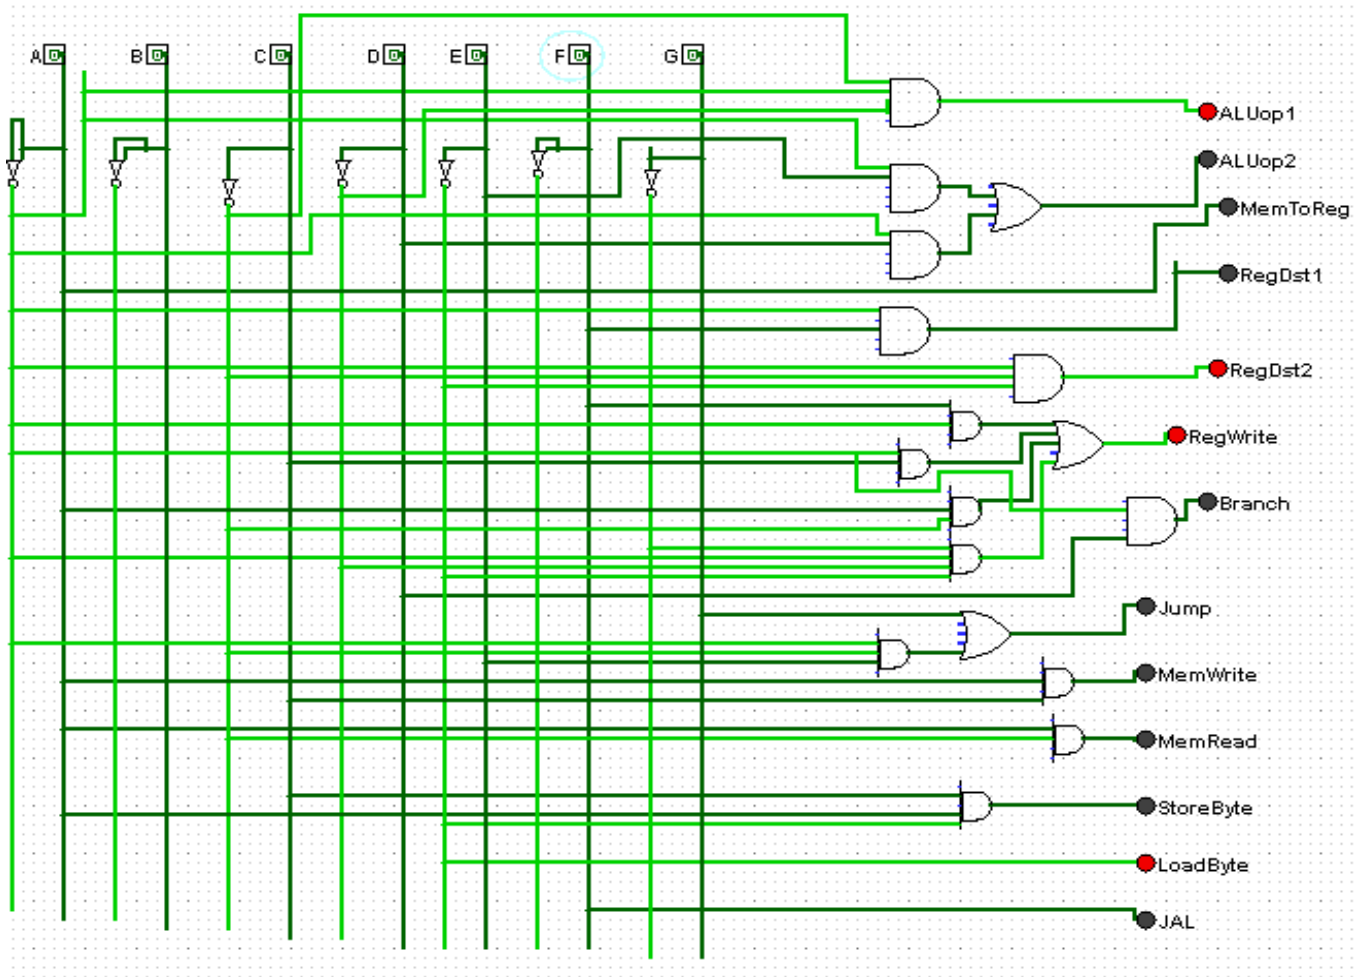 A B C D E F G
ALUop1
ALUop2
MemToReg
RegDst1
RegDst2
RegWrite
Branch
Jump
MemWrite
MemRead
StoreByte
LoadByte
JAL